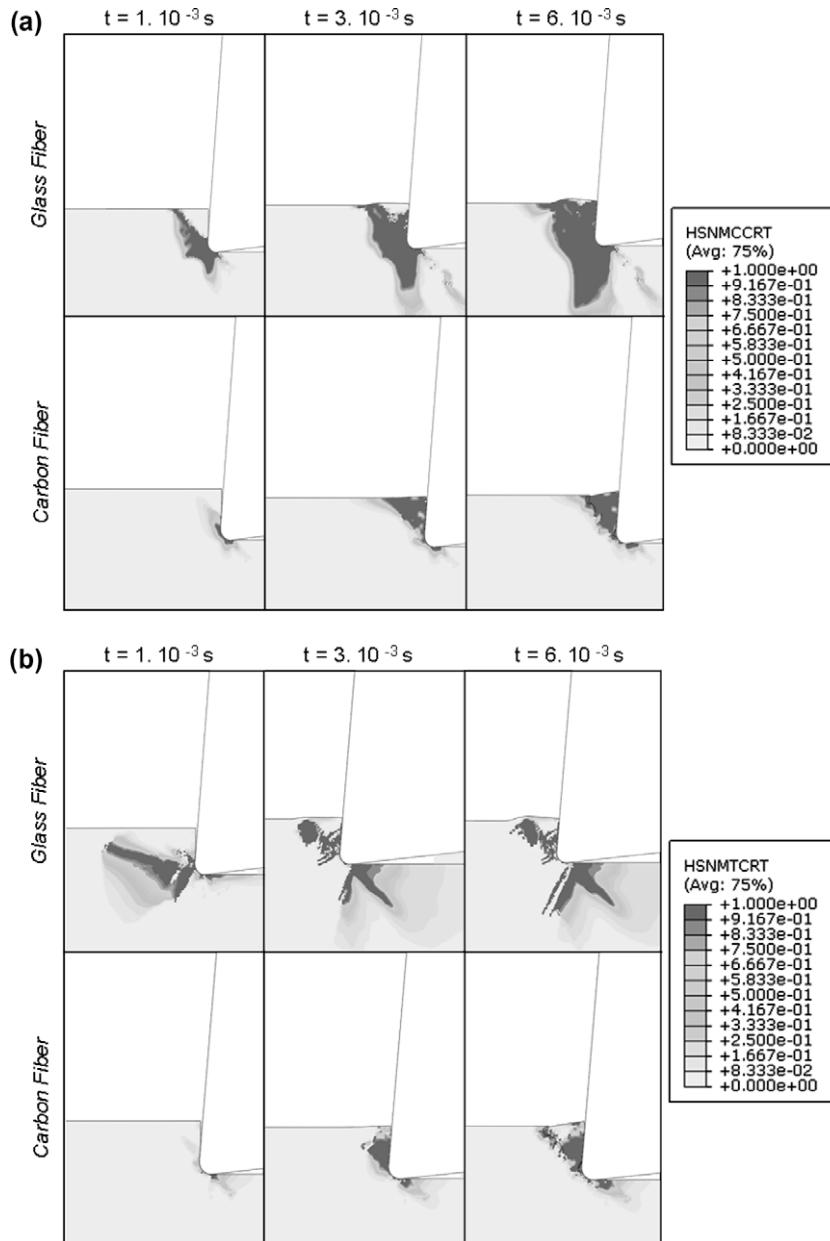 (a)
t = 1. 10 -3 s
t = 3. 10 -3 s
t = 6. 10 -3 s
Glass Fiber
Carbon Fiber
HSNMCCRT
(Avg: 75%)
+1.000e+00
+9.167e-01
+8.333e-01
+7.500e-01
+6.667e-01
+5.833e-01
+5.000e-01
+4.167e-01
+3.333e-01
+2.500e-01
+1.667e-01
+8.333e-02
+0.000e+00
(b)
t = 1. 10 -3 s
t = 3. 10 -3 s
t = 6. 10 -3 s
Glass Fiber
Carbon Fiber
HSNMTCRT
(Avg: 75%)
+1.000e+00
+9.167e-01
+8.333e-01
+7.500e-01
+6.667e-01
+5.833e-01
+5.000e-01
+4.167e-01
+3.333e-01
+2.500e-01
+1.667e-01
+8.333e-02
+0.000e+00